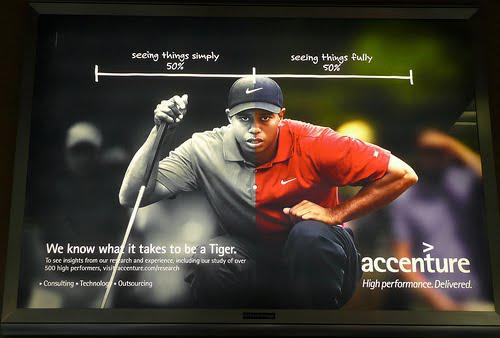 seeing things simply
50%
seeing things fully
50%
We know what it takes to be a Tiger.
To see insights from our research and experience, including our study of over
500 high performers, visit accenture.com/research
• Consulting • Technology • Outsourcing
accenture
High performance. Delivered.